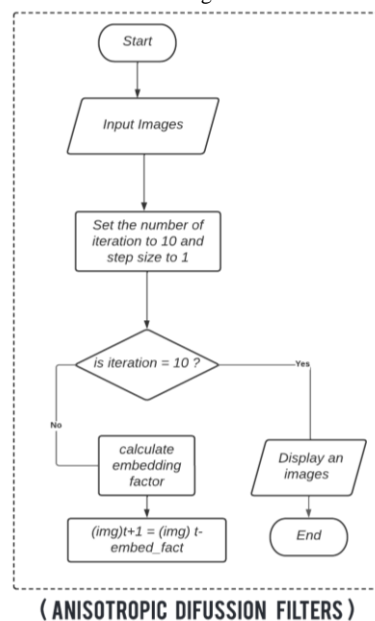 Start
Input Images
Set the number of
iteration to 10 and
step size to 1
is iteration = 10 ?
Yes
No
calculate
embedding
factor
Display an
images
(img)t+1 = (img) t-
embed_fact
End
( ANISOTROPIC DIFUSSION FILTERS )